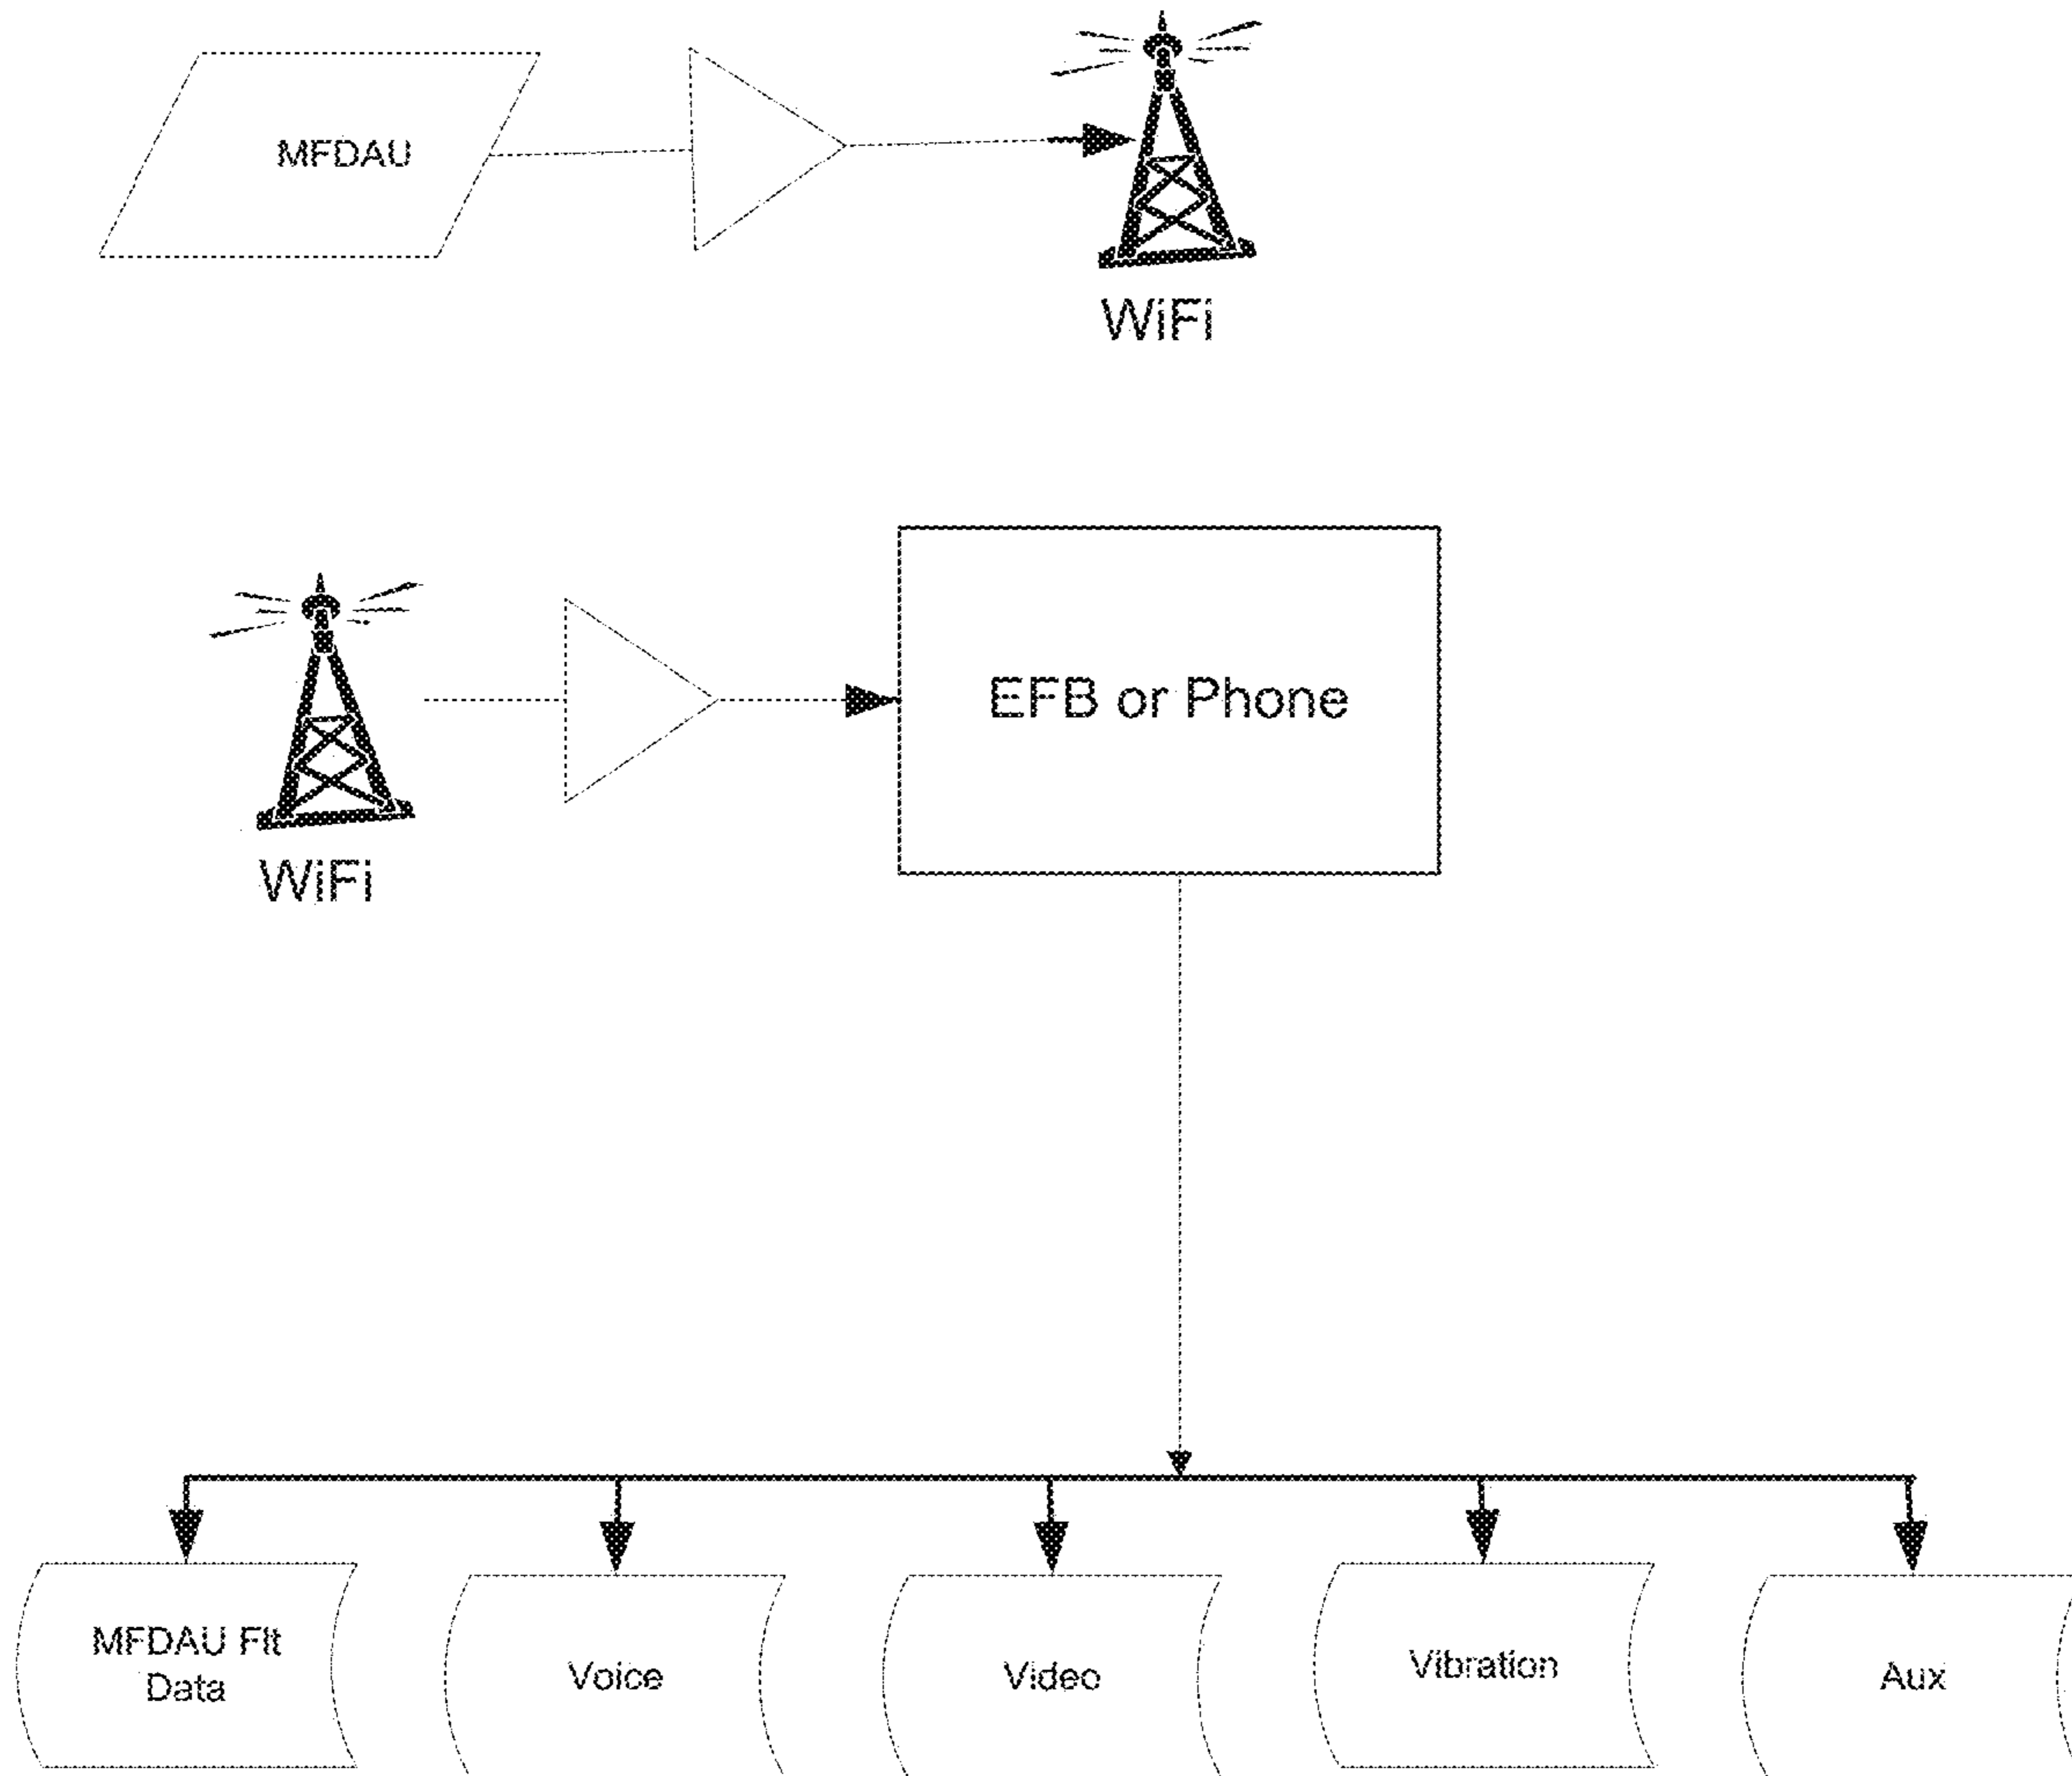 MFDAU
WiFi
EFB or Phone
WiFi
MFDAU Flt
Data
Voice
Video
Vibration
Aux